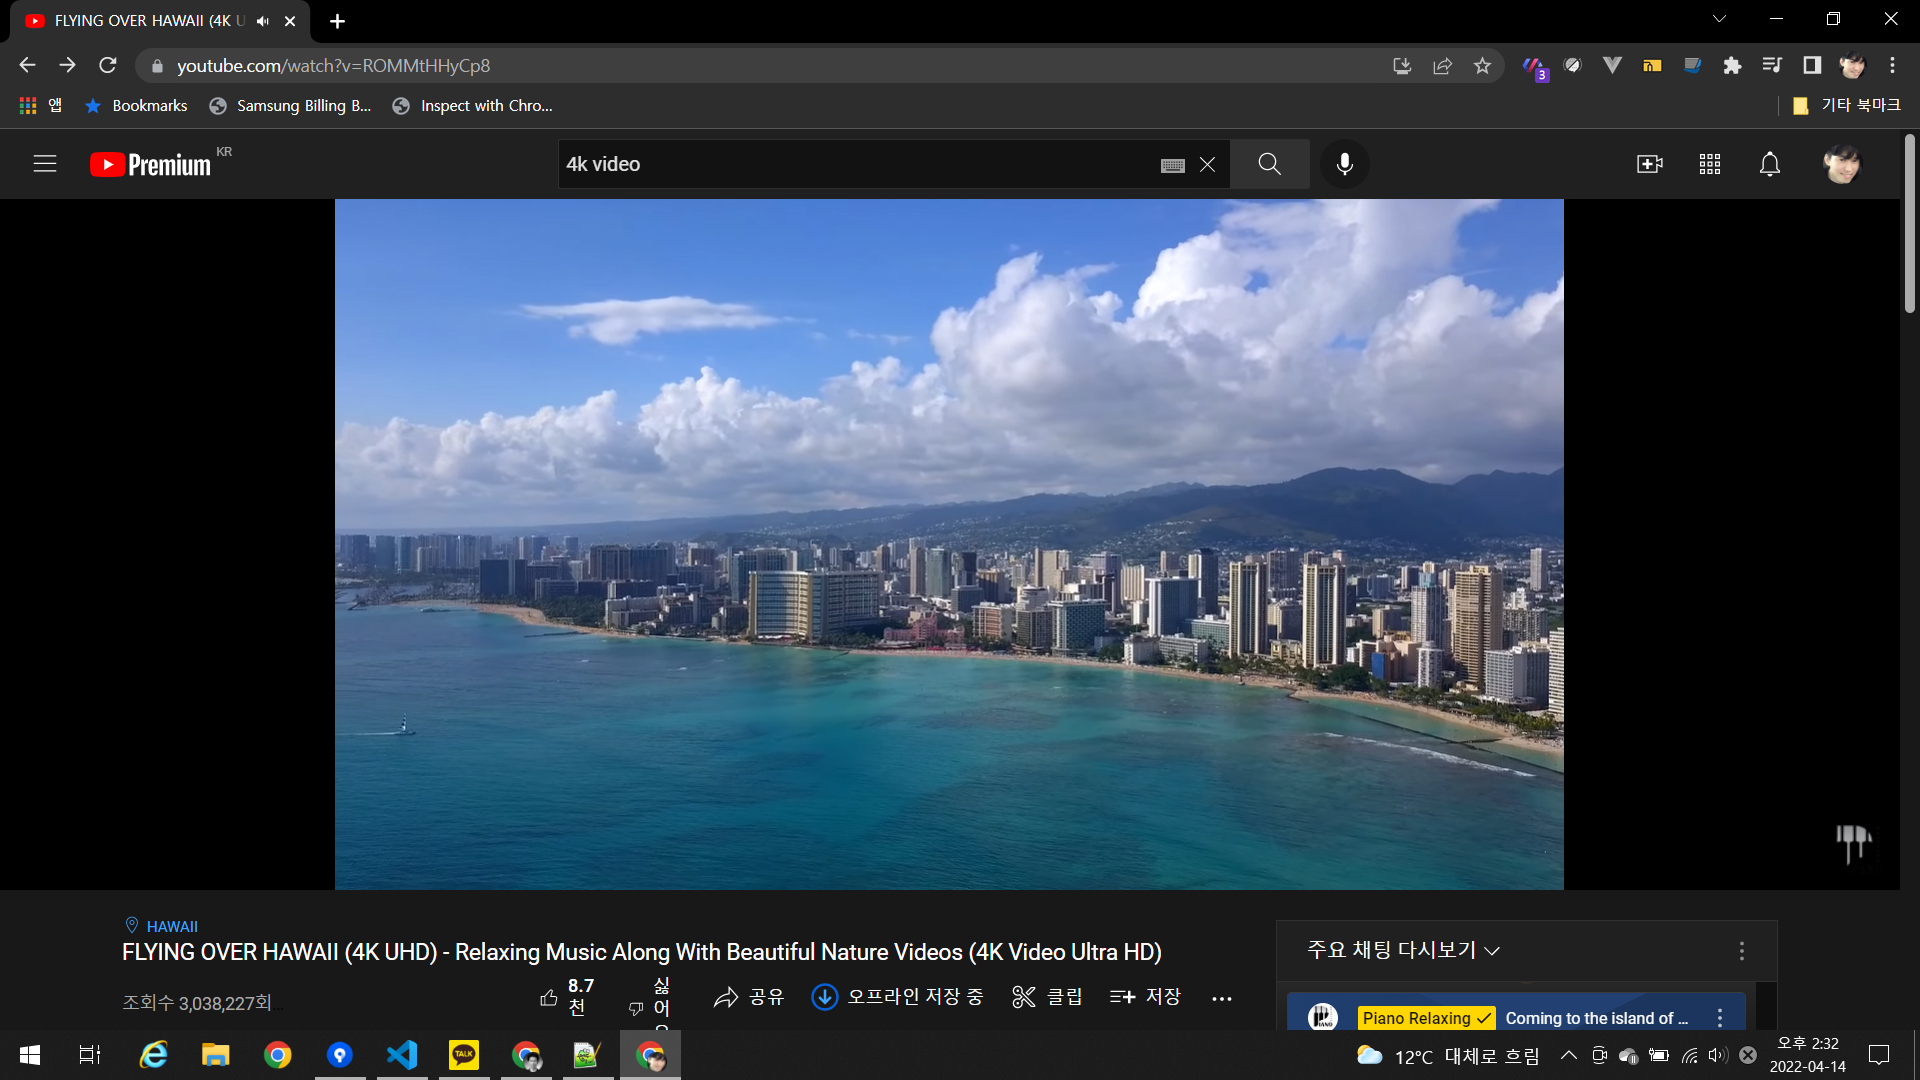 FLYING OVER HAWAII (4K U
youtube.com/watch?v=ROMMtHHyCp8
3
앱
Bookmarks
Samsung Billing B...
Inspect with Chro...
기타 북마크
Premium KR
4k video
HAWAII
FLYING OVER HAWAII (4K UHD) - Relaxing Music Along With Beautiful Nature Videos (4K Video Ultra HD)
조회수 3,038,227회
8.7
천
싫
어
공유
오프라인 저장 중
클립
저장
주요 채팅 다시보기
PIANO
Piano Relaxing
Coming to the island of ...
TALK
12°C 대체로 흐림
오후 2:32
2022-04-14